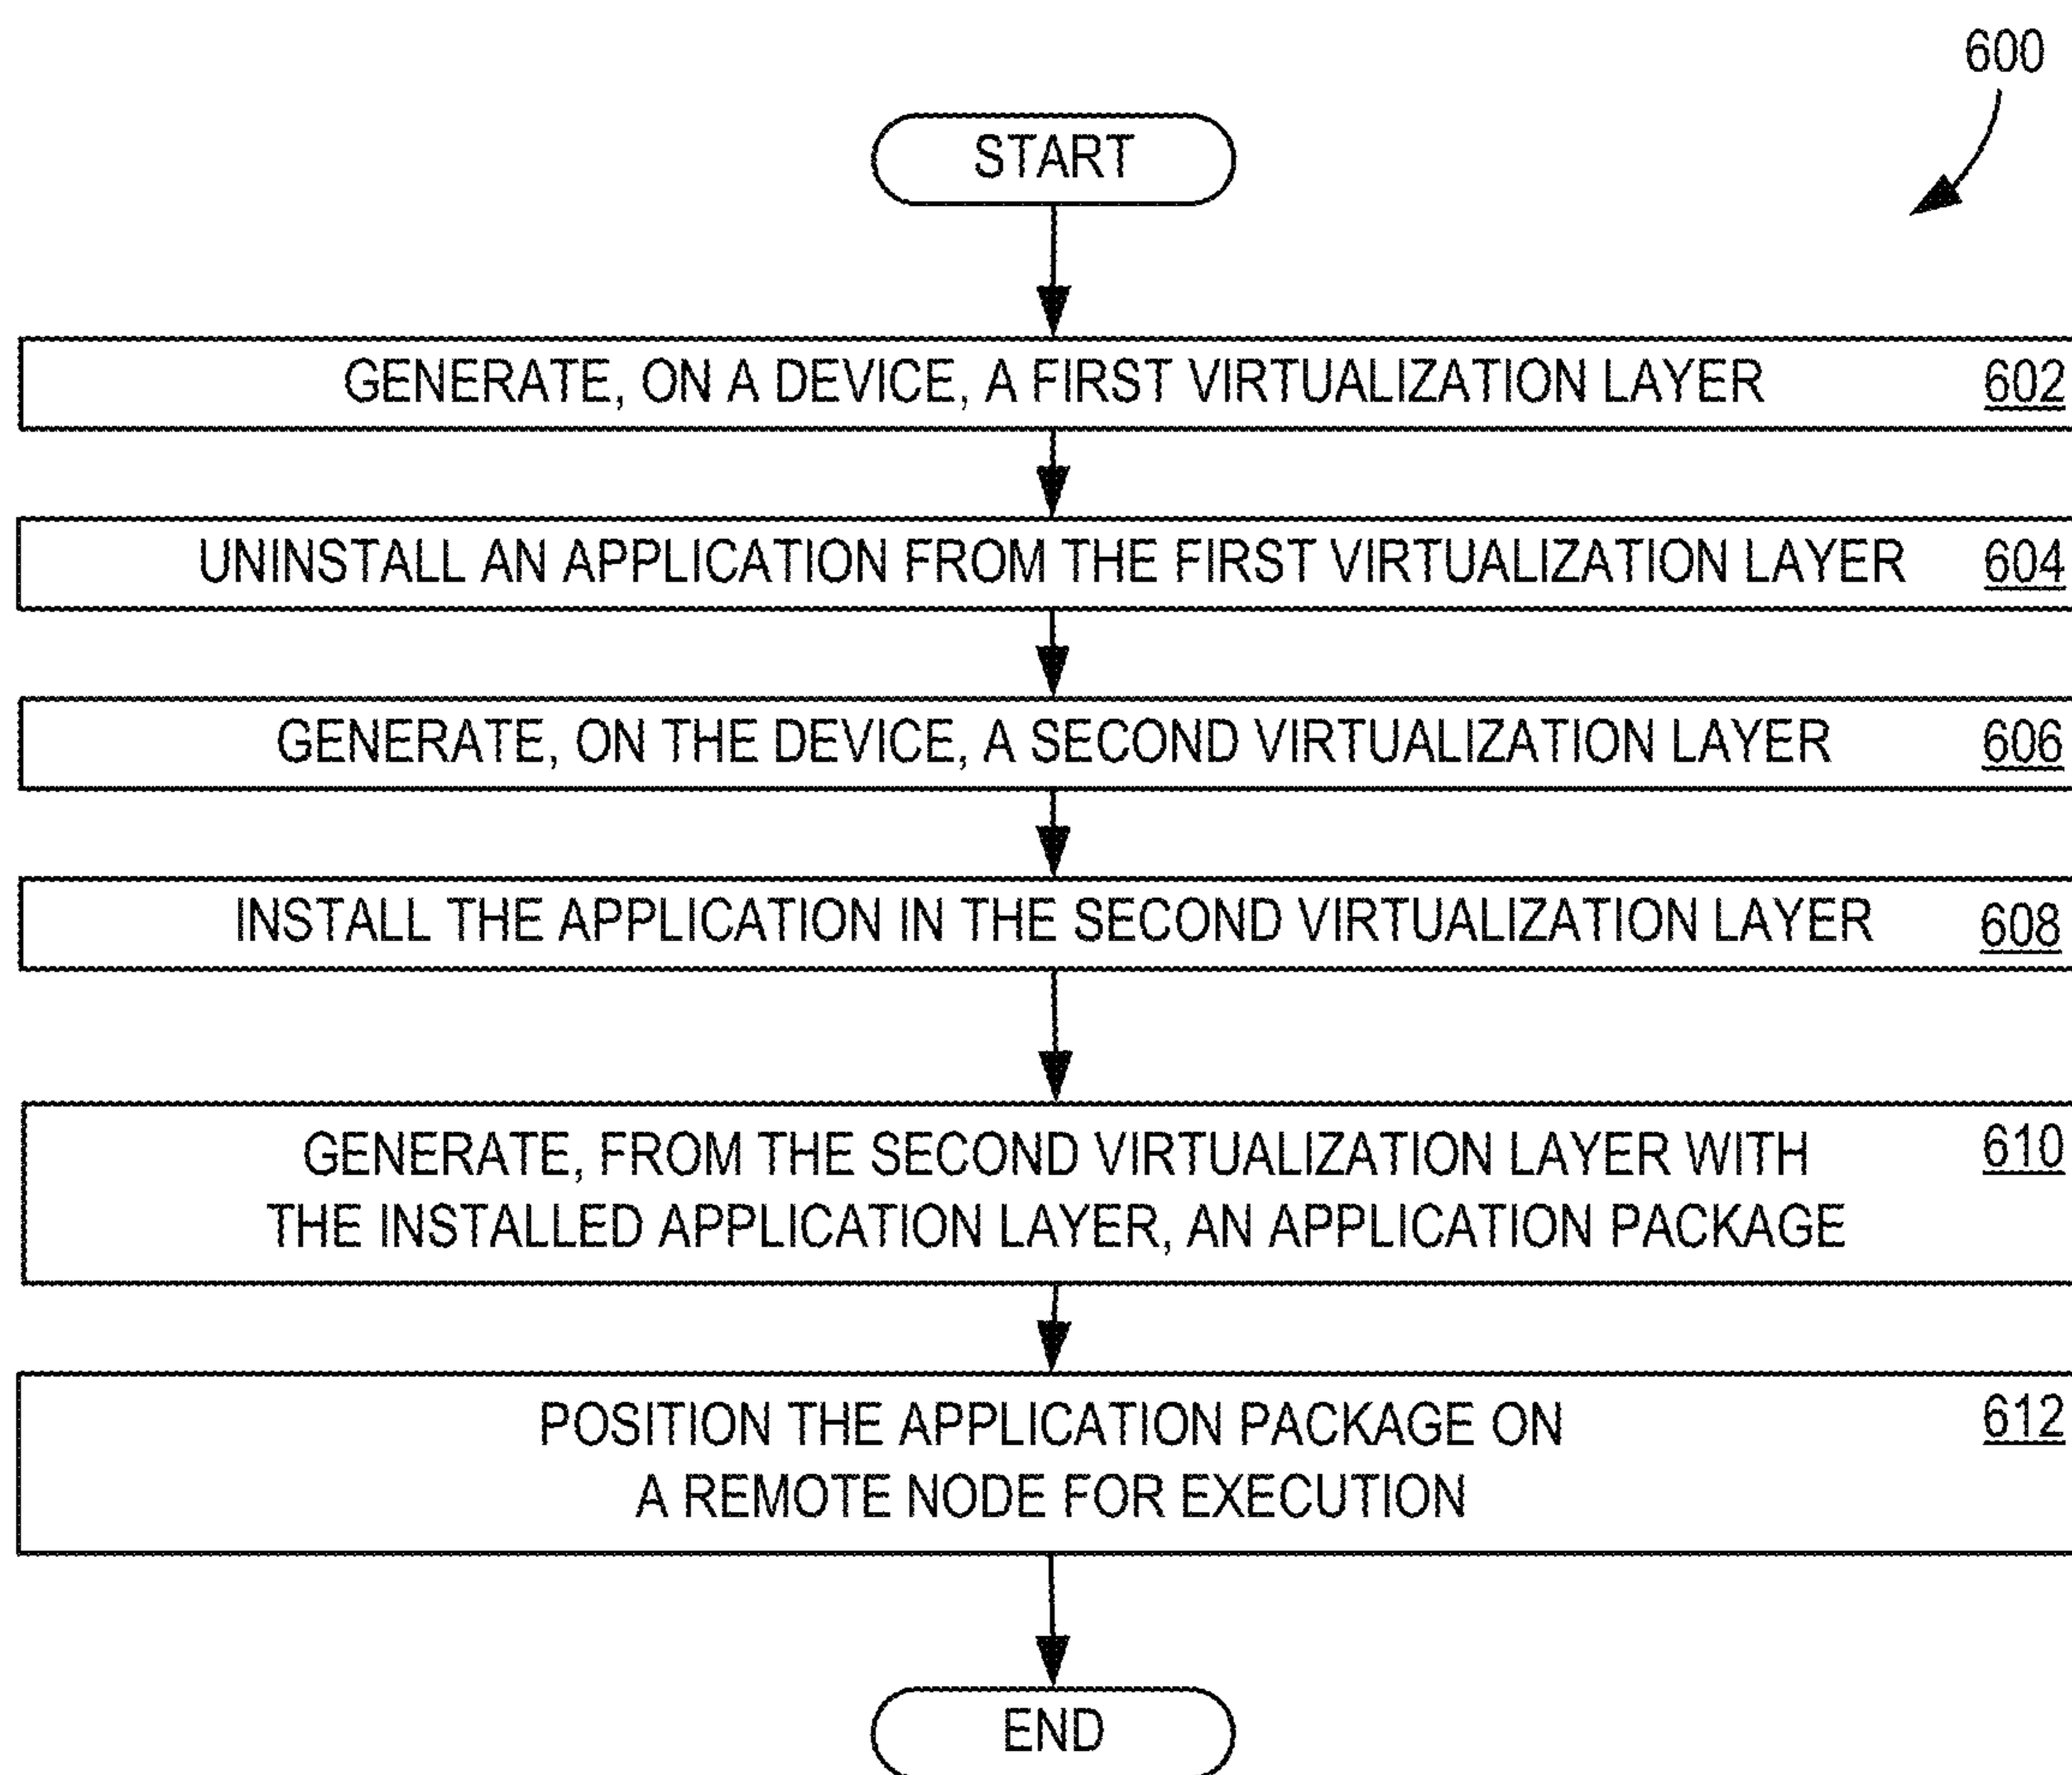 600
START
GENERATE, ON A DEVICE, A FIRST VIRTUALIZATION LAYER 602
UNINSTALL AN APPLICATION FROM THE FIRST VIRTUALIZATION LAYER 604
GENERATE, ON THE DEVICE, A SECOND VIRTUALIZATION LAYER 606
INSTALL THE APPLICATION IN THE SECOND VIRTUALIZATION LAYER 608
GENERATE, FROM THE SECOND VIRTUALIZATION LAYER WITH 610
THE INSTALLED APPLICATION LAYER, AN APPLICATION PACKAGE
POSITION THE APPLICATION PACKAGE ON 612
A REMOTE NODE FOR EXECUTION
END